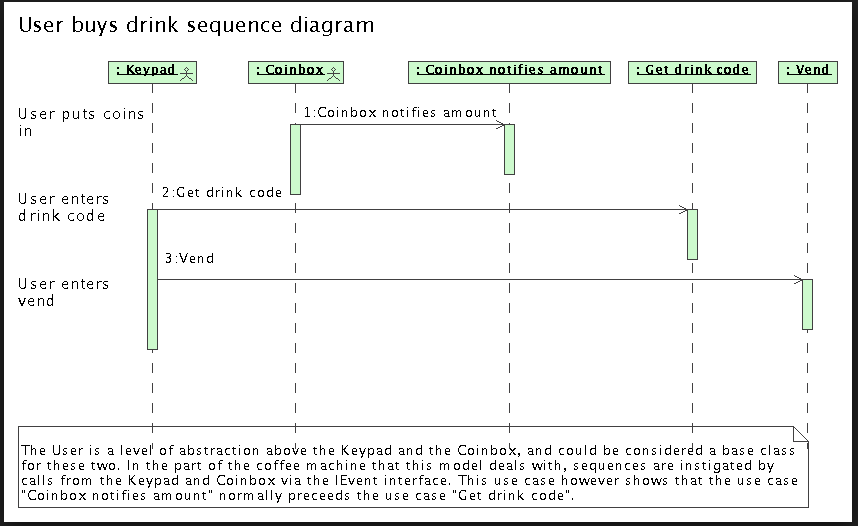 User buys drink sequence diagram
: Keypad
: Coinbox
: Coinbox notifies amount
: Get drink code
: Vend
User puts coins
in
1:Coinbox notifies amount
2:Get drink code
User enters
drink code
3:Vend
User enters
vend
The User is a level of abstraction above the Keypad and the Coinbox, and could be considered a base class
for these two. In the part of the coffee machine that this model deals with, sequences are instigated by
calls from the Keypad and Coinbox via the IEvent interface. This use case however shows that the use case
"Coinbox notifies amount" normally preceeds the use case "Get drink code".